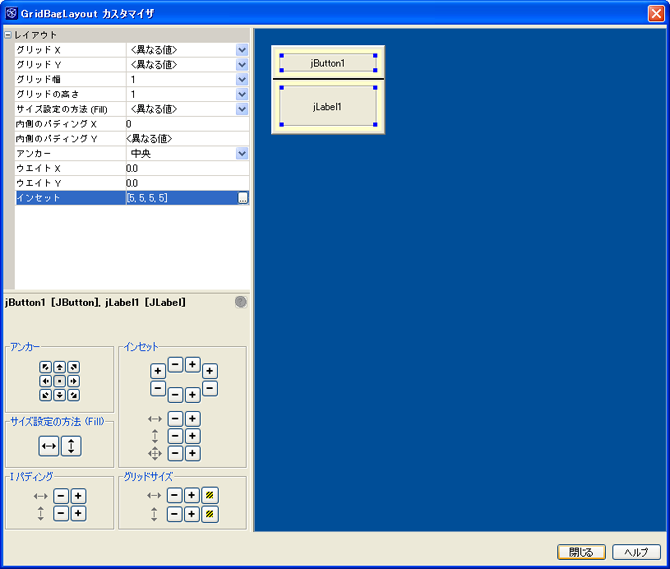 GridBagLayout カスタマイザ
レイアウト
グリッド X <異なる値>
グリッド Y <異なる値>
グリッド幅 1
グリッドの高さ 1
サイズ設定の方法 (Fill) <異なる値>
内側のパディング X 0
内側のパディング Y <異なる値>
アンカー 中央
ウエイト X 0.0
ウエイト Y 0.0
インセット [5, 5, 5, 5] ...
jButton1
jLabel1
jButton1 [JButton], jLabel1 [JLabel]
アンカー
インセット
サイズ設定の方法 (Fill)
I パディング
グリッドサイズ
閉じる
ヘルプ